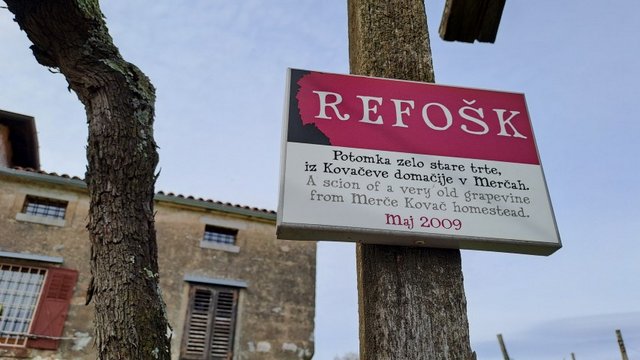 REFOŠK
Potomka zelo stare trte,
iz Kovačeve domačije v Merčah.
A scion of a very old grapevine
from Merče Kovač homestead.
Maj 2009